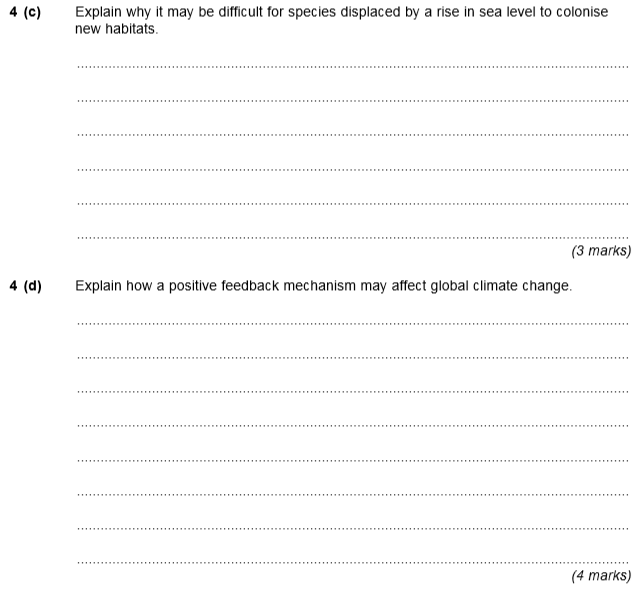 4 (c) Explain why it may be difficult for species displaced by a rise in sea level to colonise
new habitats.
(3 marks)
4 (d) Explain how a positive feedback mechanism may affect global climate change.
(4 marks)